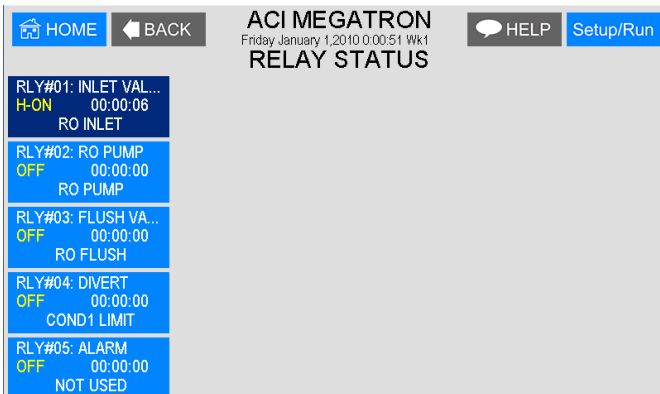 HOME
BACK
ACI MEGATRON
Friday January 1,2010 0:00:51 Wk1
RELAY STATUS
HELP
Setup/Run
RLY#01: INLET VAL...
H-ON 00:00:06
RO INLET
RLY#02: RO PUMP
OFF 00:00:00
RO PUMP
RLY#03: FLUSH VA...
OFF 00:00:00
RO FLUSH
RLY#04: DIVERT
OFF 00:00:00
COND1 LIMIT
RLY#05: ALARM
OFF 00:00:00
NOT USED